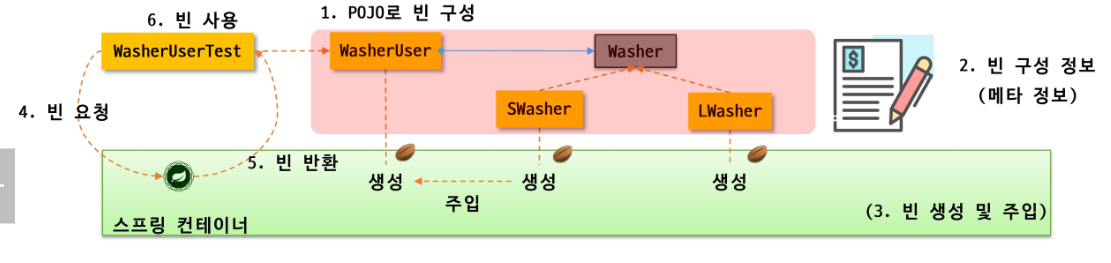 6. 빈 사용
1. POJO로 빈 구성
WasherUserTest
WasherUser
Washer
2. 빈 구성 정보
(메타 정보)
4. 빈 요청
SWasher
LWasher
$
5. 빈 반환
생성
생성
생성
주입
(3. 빈 생성 및 주입)
스프링 컨테이너